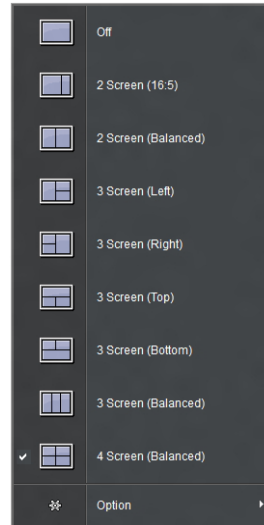 Off
2 Screen (16:5)
2 Screen (Balanced)
3 Screen (Left)
3 Screen (Right)
3 Screen (Top)
3 Screen (Bottom)
3 Screen (Balanced)
4 Screen (Balanced)
Option